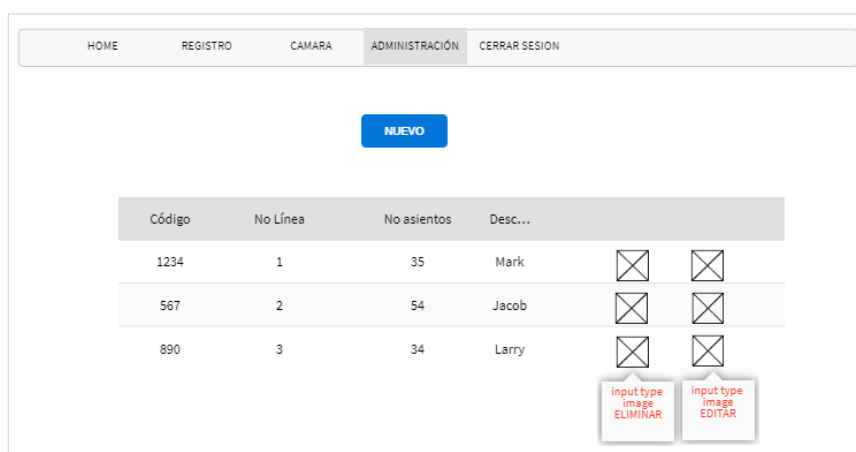 HOME REGISTRO CAMARA ADMINISTRACIÓN CERRAR SESION
NUEVO
Código No Línea No asientos Desc...
1234 1 35 Mark
567 2 54 Jacob
890 3 34 Larry
input type
image
ELIMINAR
input type
image
EDITAR